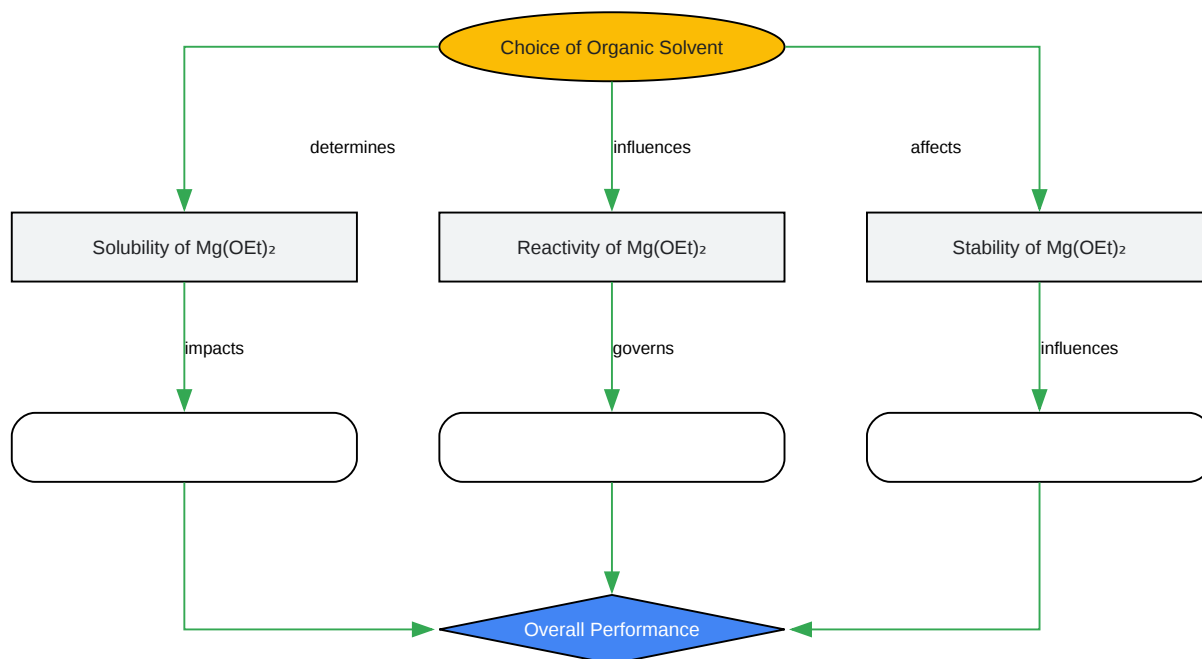 Choice of Organic Solvent
determines
influences
affects
Solubility of Mg(OEt)₂
Reactivity of Mg(OEt)₂
Stability of Mg(OEt)₂
impacts
governs
influences
Overall Performance